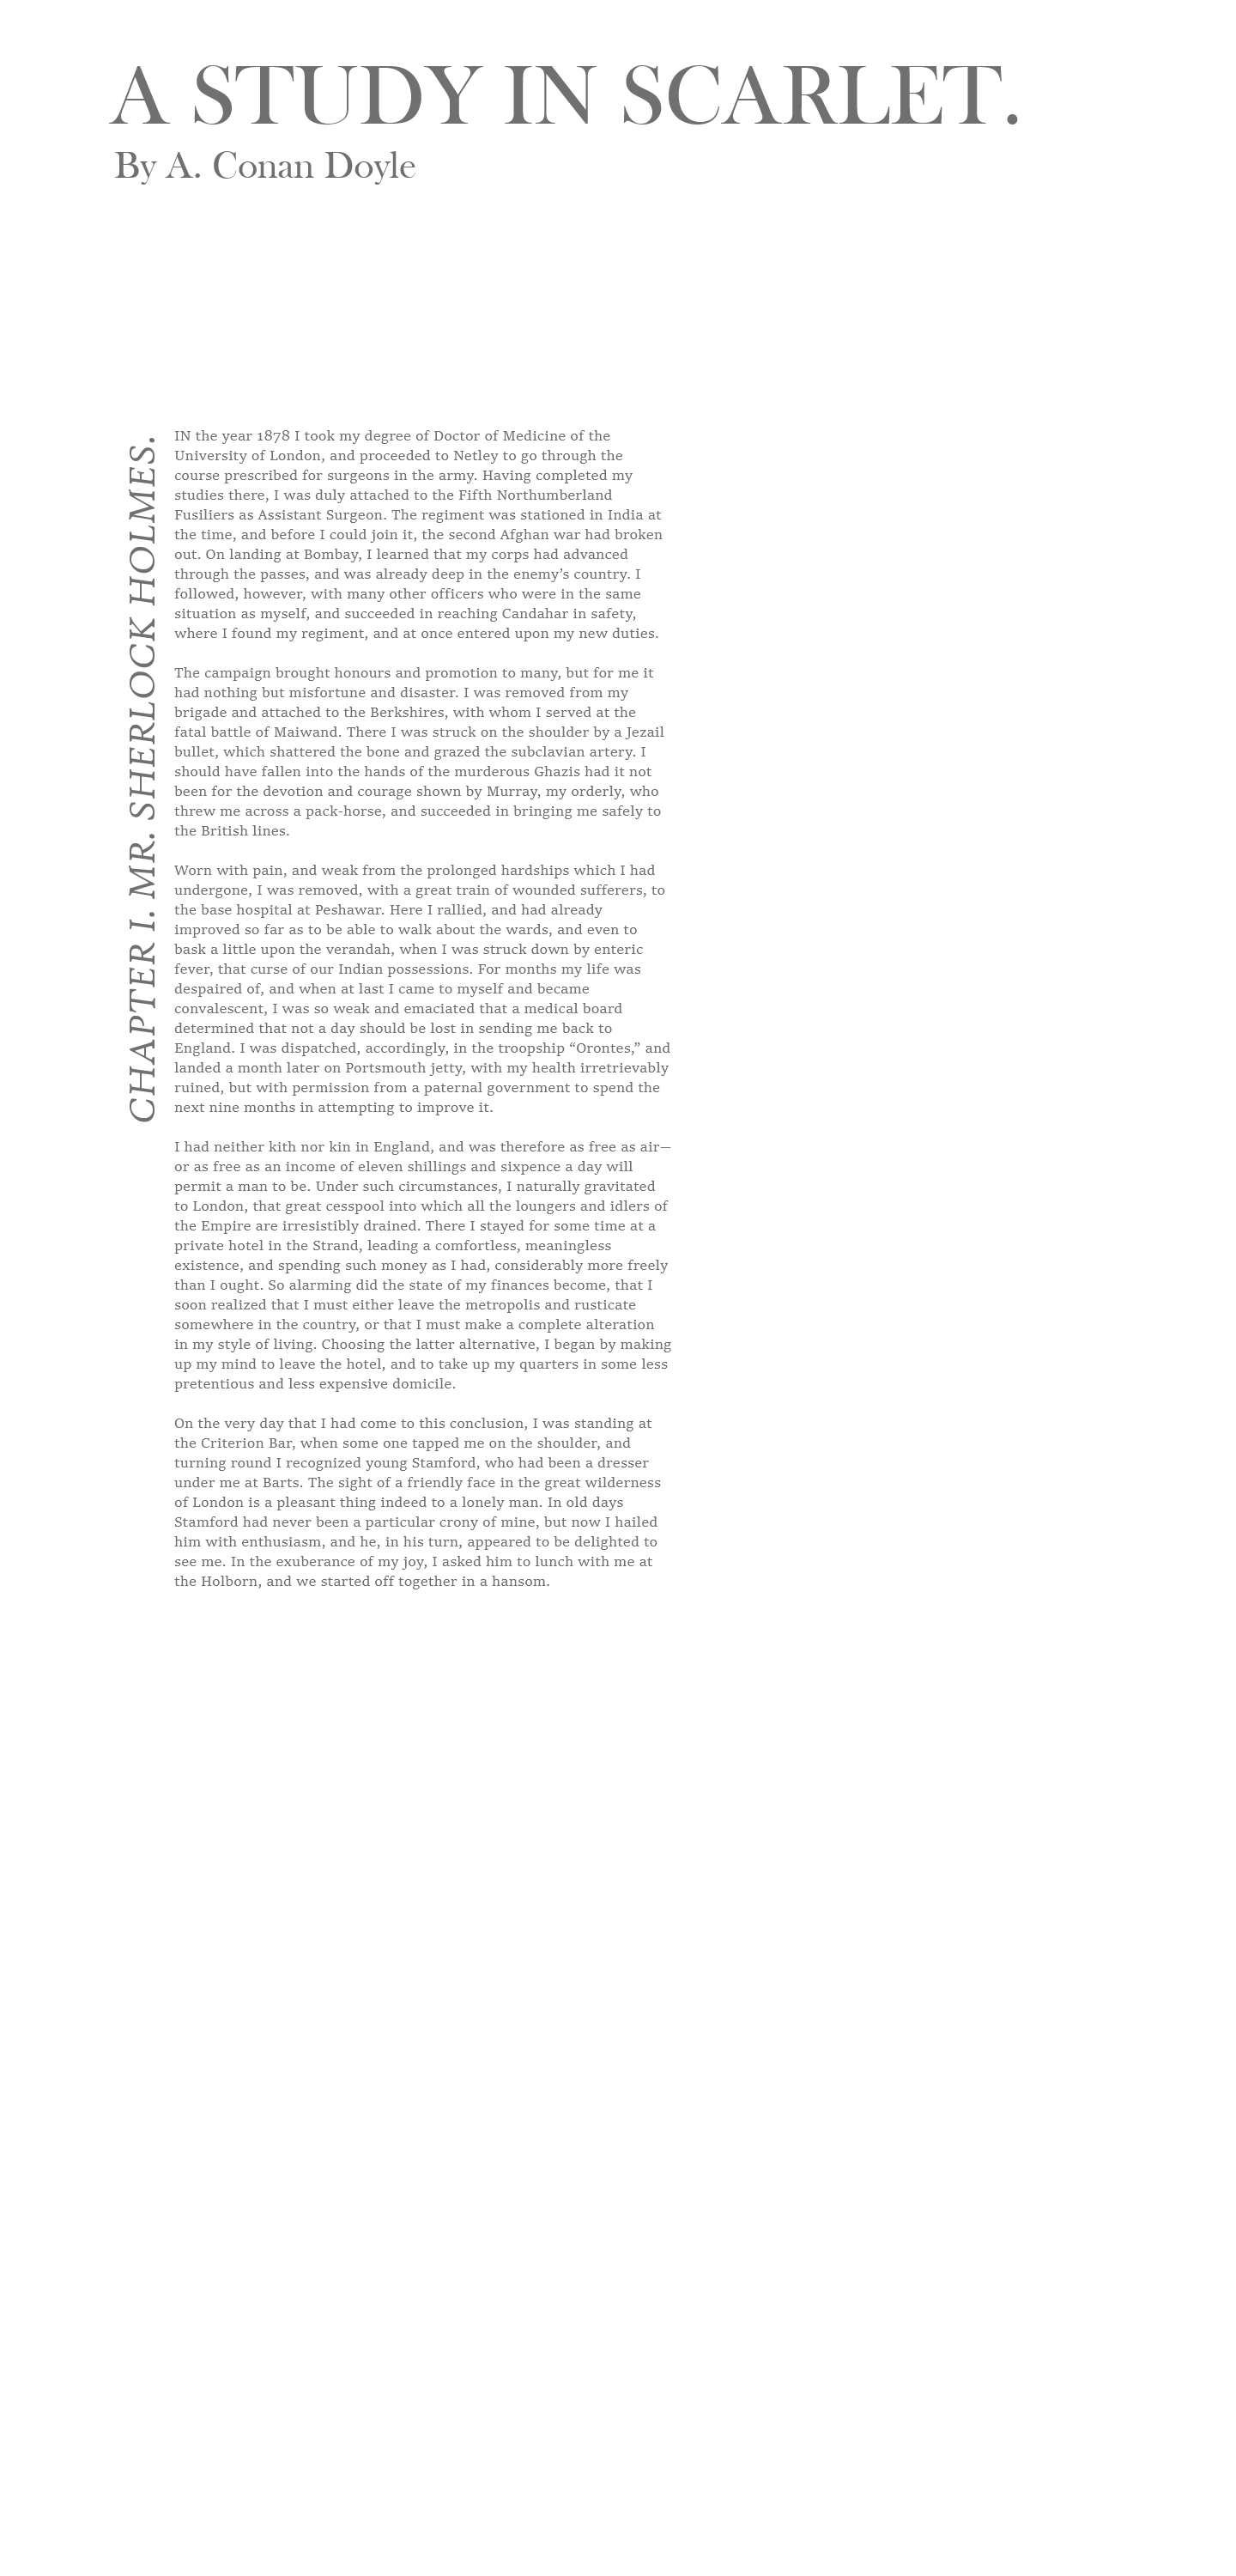 A STUDY IN SCARLET.
By A. Conan Doyle
CHAPTER I. MR. SHERLOCK HOLMES.
IN the year 1878 I took my degree of Doctor of Medicine of the
University of London, and proceeded to Netley to go through the
course prescribed for surgeons in the army. Having completed my
studies there, I was duly attached to the Fifth Northumberland
Fusiliers as Assistant Surgeon. The regiment was stationed in India at
the time, and before I could join it, the second Afghan war had broken
out. On landing at Bombay, I learned that my corps had advanced
through the passes, and was already deep in the enemy’s country. I
followed, however, with many other officers who were in the same
situation as myself, and succeeded in reaching Candahar in safety,
where I found my regiment, and at once entered upon my new duties.
The campaign brought honours and promotion to many, but for me it
had nothing but misfortune and disaster. I was removed from my
brigade and attached to the Berkshires, with whom I served at the
fatal battle of Maiwand. There I was struck on the shoulder by a Jezail
bullet, which shattered the bone and grazed the subclavian artery. I
should have fallen into the hands of the murderous Ghazis had it not
been for the devotion and courage shown by Murray, my orderly, who
threw me across a pack-horse, and succeeded in bringing me safely to
the British lines.
Worn with pain, and weak from the prolonged hardships which I had
undergone, I was removed, with a great train of wounded sufferers, to
the base hospital at Peshawar. Here I rallied, and had already
improved so far as to be able to walk about the wards, and even to
bask a little upon the verandah, when I was struck down by enteric
fever, that curse of our Indian possessions. For months my life was
despaired of, and when at last I came to myself and became
convalescent, I was so weak and emaciated that a medical board
determined that not a day should be lost in sending me back to
England. I was dispatched, accordingly, in the troopship “Orontes,” and
landed a month later on Portsmouth jetty, with my health irretrievably
ruined, but with permission from a paternal government to spend the
next nine months in attempting to improve it.
I had neither kith nor kin in England, and was therefore as free as air—
or as free as an income of eleven shillings and sixpence a day will
permit a man to be. Under such circumstances, I naturally gravitated
to London, that great cesspool into which all the loungers and idlers of
the Empire are irresistibly drained. There I stayed for some time at a
private hotel in the Strand, leading a comfortless, meaningless
existence, and spending such money as I had, considerably more freely
than I ought. So alarming did the state of my finances become, that I
soon realized that I must either leave the metropolis and rusticate
somewhere in the country, or that I must make a complete alteration
in my style of living. Choosing the latter alternative, I began by making
up my mind to leave the hotel, and to take up my quarters in some less
pretentious and less expensive domicile.
On the very day that I had come to this conclusion, I was standing at
the Criterion Bar, when some one tapped me on the shoulder, and
turning round I recognized young Stamford, who had been a dresser
under me at Barts. The sight of a friendly face in the great wilderness
of London is a pleasant thing indeed to a lonely man. In old days
Stamford had never been a particular crony of mine, but now I hailed
him with enthusiasm, and he, in his turn, appeared to be delighted to
see me. In the exuberance of my joy, I asked him to lunch with me at
the Holborn, and we started off together in a hansom.